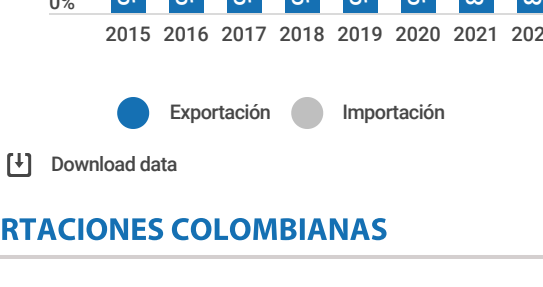 0%
2015 2016 2017 2018 2019 2020 2021
Exportación Importación
Download data
RTACIONES COLOMBIANAS